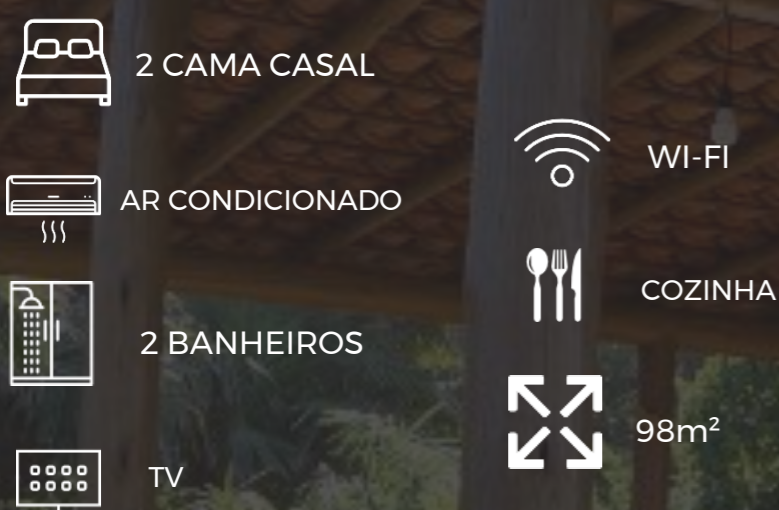 2 CAMA CASAL
AR CONDICIONADO
2 BANHEIROS
TV
WI-FI
COZINHA
98m²